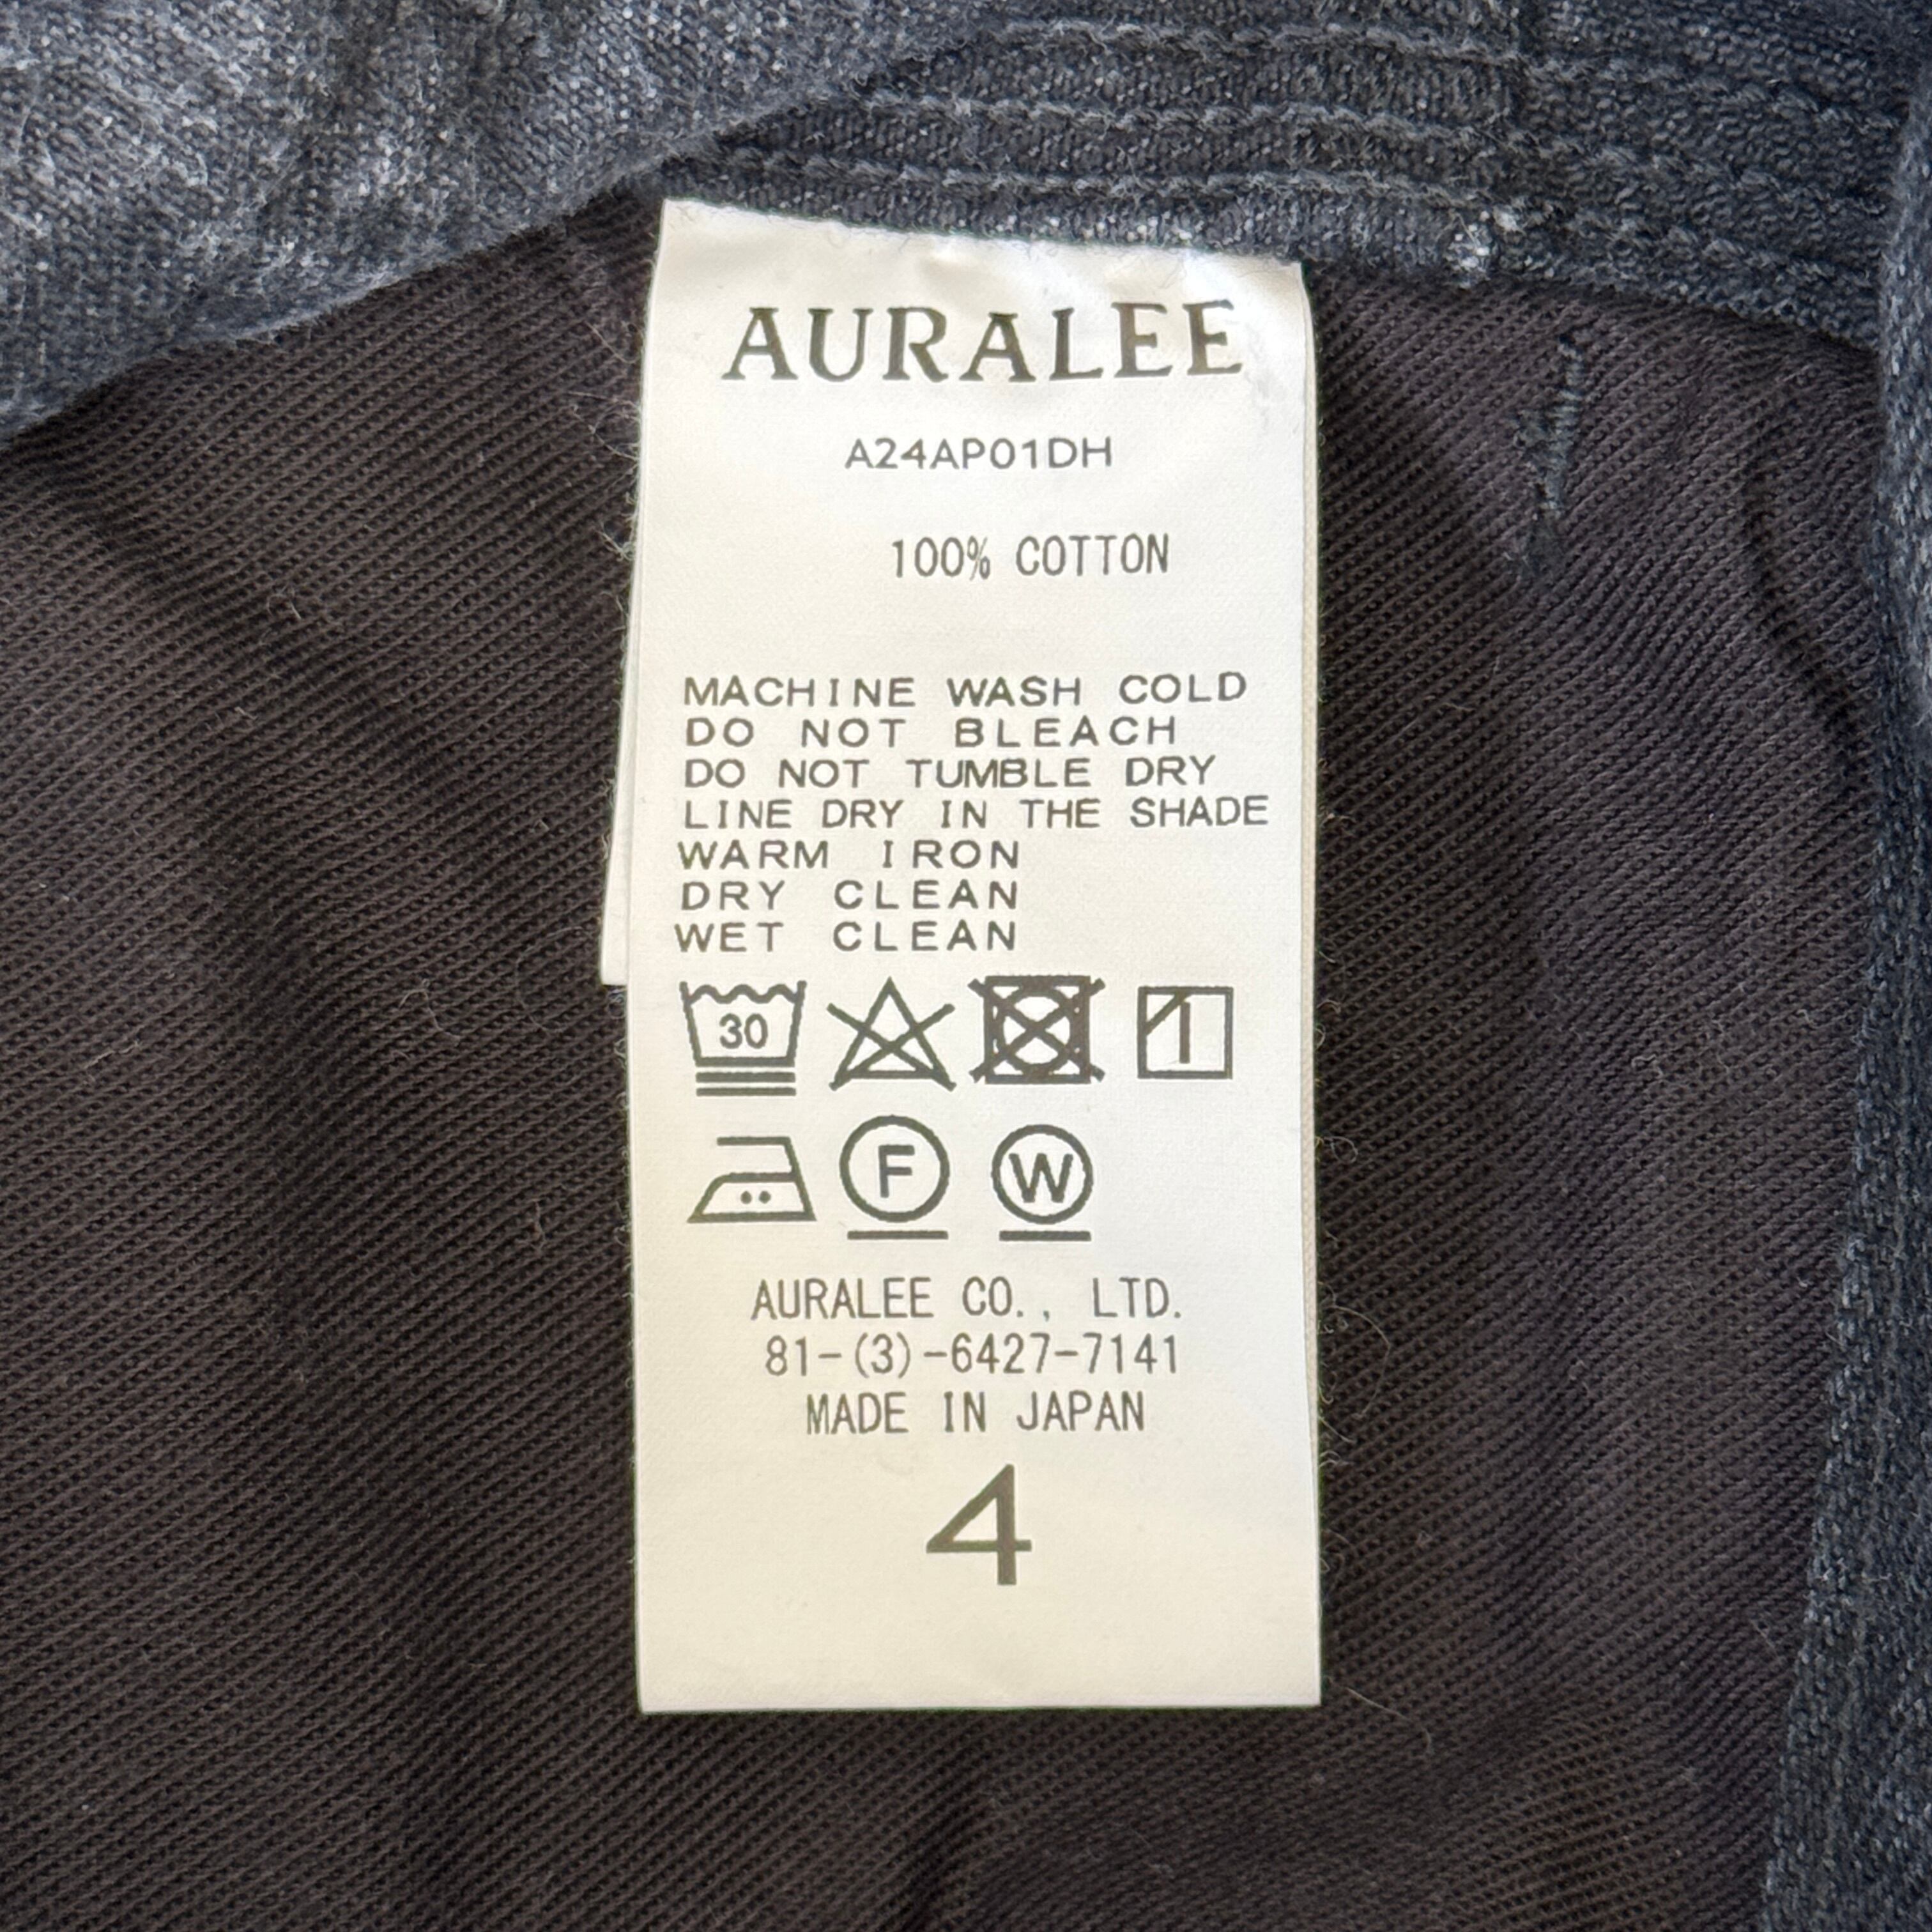 AURALEE
A24AP01DH
100% COTTON
MACHINE WASH COLD
DO NOT BLEACH
DO NOT TUMBLE DRY
LINE DRY IN THE SHADE
WARM IRON
DRY CLEAN
WET CLEAN
30
F W
AURALEE CO., LTD.
81-(3)-6427-7141
MADE IN JAPAN
4